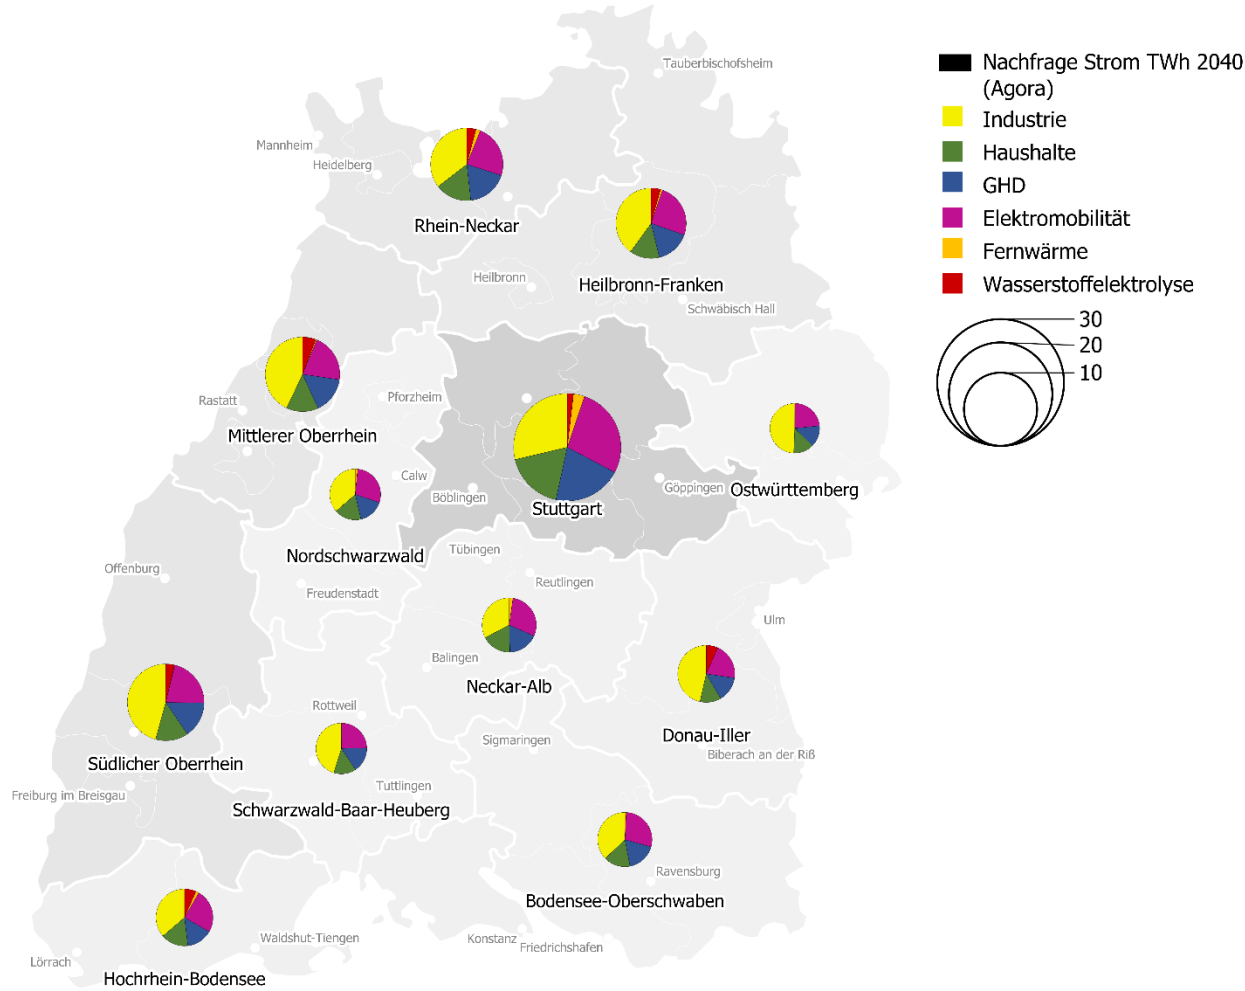 Tauberbischofsheim
Mannheim
Heidelberg
Rhein-Neckar
Heilbronn
Heilbronn-Franken
Schwäbisch Hall
Rastatt
Pforzheim
Mittlerer Oberrhein
Calw
Böblingen
Stuttgart
Göppingen
Ostwürttemberg
Nordschwarzwald
Tübingen
Reutlingen
Offenburg
Freudenstadt
Ulm
Balingen
Neckar-Alb
Rottweil
Sigmaringen
Donau-Iller
Biberach an der Riß
Südlicher Oberrhein
Freiburg im Breisgau
Tuttlingen
Schwarzwald-Baar-Heuberg
Ravensburg
Bodensee-Oberschwaben
Konstanz
Friedrichshafen
Waldshut-Tiengen
Lörrach
Hochrhein-Bodensee
Nachfrage Strom TWh 2040
(Agora)
Industrie
Haushalte
GHD
Elektromobilität
Fernwärme
Wasserstoffelektrolyse
30
20
10